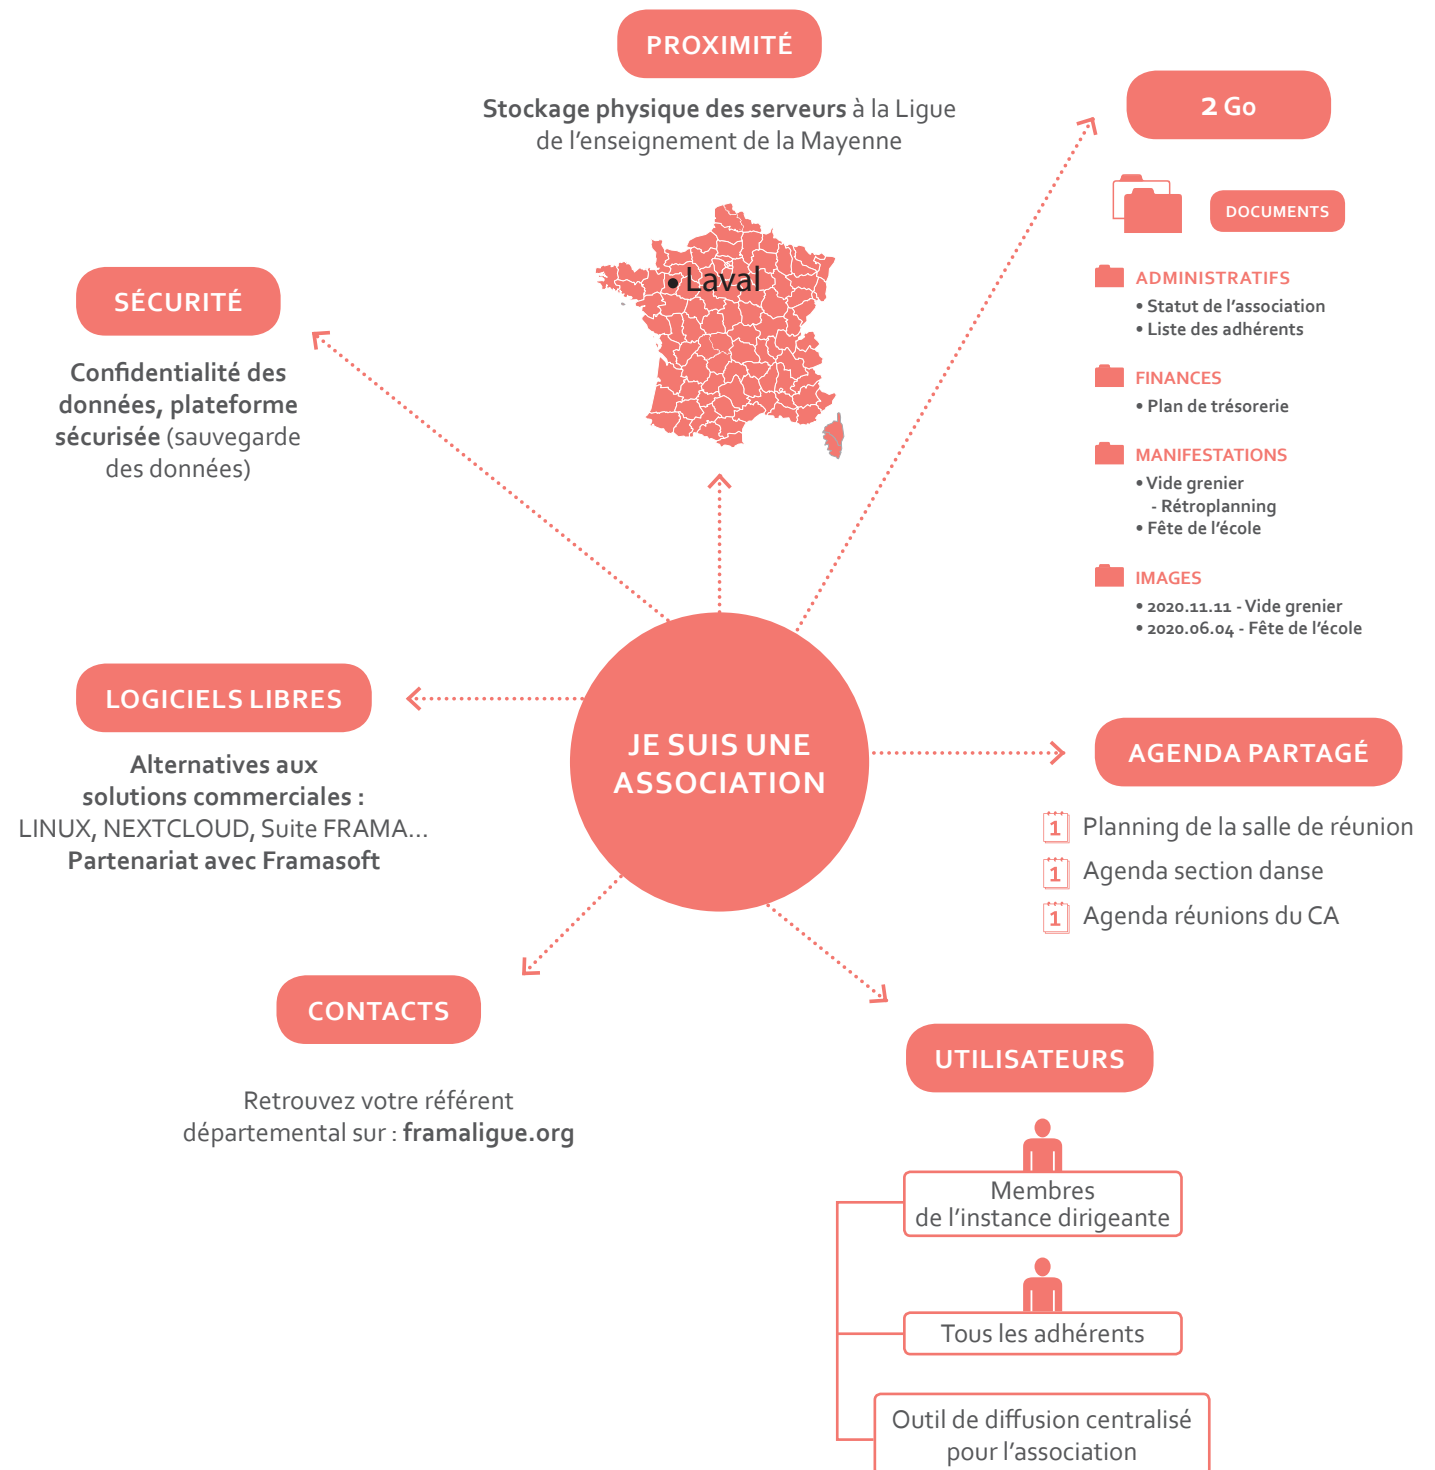 PROXIMITÉ
Stockage physique des serveurs à la Ligue
de l'enseignement de la Mayenne
Laval
2 Go
DOCUMENTS
ADMINISTRATIFS
• Statut de l'association
• Liste des adhérents
FINANCES
• Plan de trésorerie
MANIFESTATIONS
• Vide grenier
- Rétroplanning
• Fête de l'école
IMAGES
• 2020.11.11 - Vide grenier
• 2020.06.04 - Fête de l'école
SÉCURITÉ
Confidentialité des
données, plateforme
sécurisée (sauvegarde
des données)
LOGICIELS LIBRES
Alternatives aux
solutions commerciales :
LINUX, NEXTCLOUD, Suite FRAMA...
Partenariat avec Framasoft
JE SUIS UNE
ASSOCIATION
AGENDA PARTAGÉ
1 Planning de la salle de réunion
1 Agenda section danse
1 Agenda réunions du CA
CONTACTS
Retrouvez votre référent
départemental sur : framaligue.org
UTILISATEURS
Membres
de l'instance dirigeante
Tous les adhérents
Outil de diffusion centralisé
pour l'association